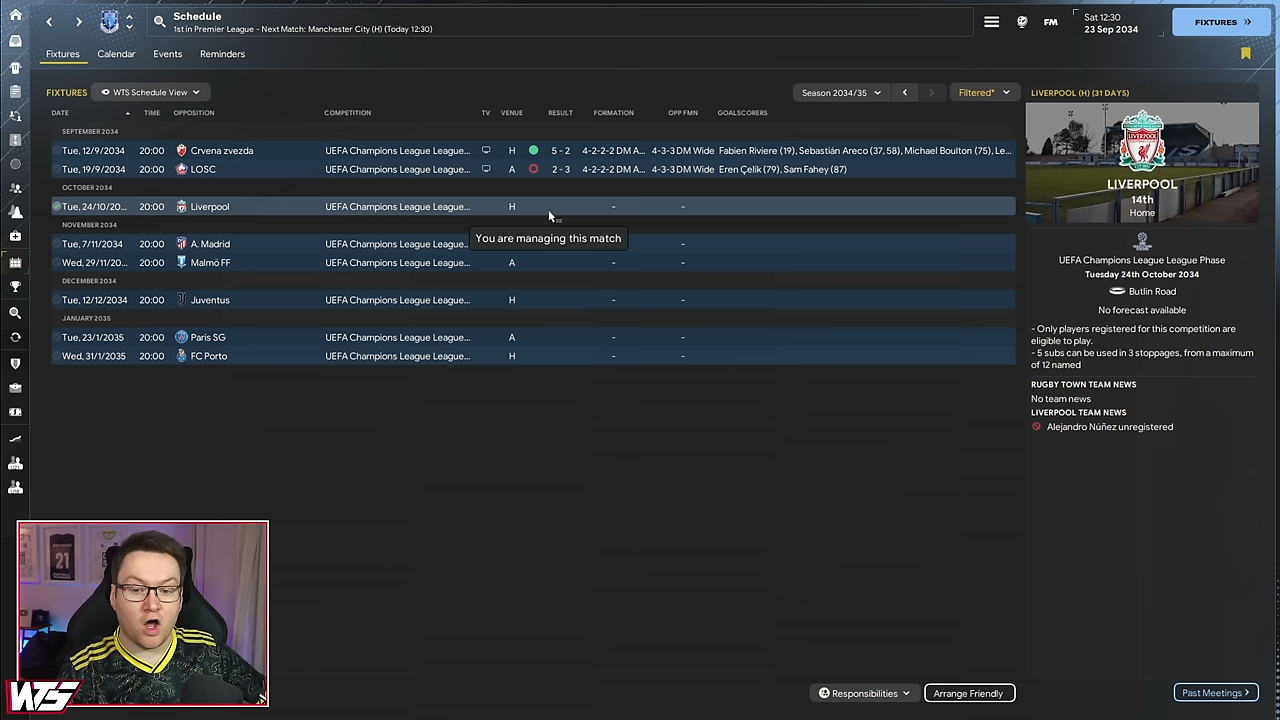 Schedule
1st in Premier League - Next Match: Manchester City (H) (Today 12:30)
FM
Sat 12:30
23 Sep 2034
FIXTURES
Fixtures Calendar Events Reminders
FIXTURES WTS Schedule View Season 2034/35 Filtered*
DATE TIME OPPOSITION COMPETITION TV VENUE RESULT FORMATION OPP FMN GOALSCORERS
SEPTEMBER 2034
Tue, 12/9/2034 20:00 Crvena zvezda UEFA Champions League League... H 5 - 2 4-2-2-2 DM A... 4-3-3 DM Wide Fabien Riviere (19), Sebastián Areco (37, 58), Michael Boulton (75), Le...
Tue, 19/9/2034 20:00 LOSC UEFA Champions League League... A 2 - 3 4-2-2-2 DM A... 4-3-3 DM Wide Eren Çelik (79), Sam Fahey (87)
OCTOBER 2034
Tue, 24/10/20... 20:00 Liverpool UEFA Champions League League... H - -
NOVEMBER 2034
Tue, 7/11/2034 20:00 A. Madrid UEFA Champions League League... -
You are managing this match
Wed, 29/11/20... 20:00 Malmö FF UEFA Champions League League... A - -
DECEMBER 2034
Tue, 12/12/2034 20:00 Juventus UEFA Champions League League... H - -
JANUARY 2035
Tue, 23/1/2035 20:00 Paris SG UEFA Champions League League... A - -
Wed, 31/1/2035 20:00 FC Porto UEFA Champions League League... H - -
LIVERPOOL (H) (31 DAYS)
LIVERPOOL
14th
Home
UEFA Champions League League Phase
Tuesday 24th October 2034
Butlin Road
No forecast available
- Only players registered for this competition are
eligible to play.
- 5 subs can be used in 3 stoppages, from a maximum
of 12 named
RUGBY TOWN TEAM NEWS
No team news
LIVERPOOL TEAM NEWS
Alejandro Núñez unregistered
21
WTS
Responsibilities Arrange Friendly Past Meetings